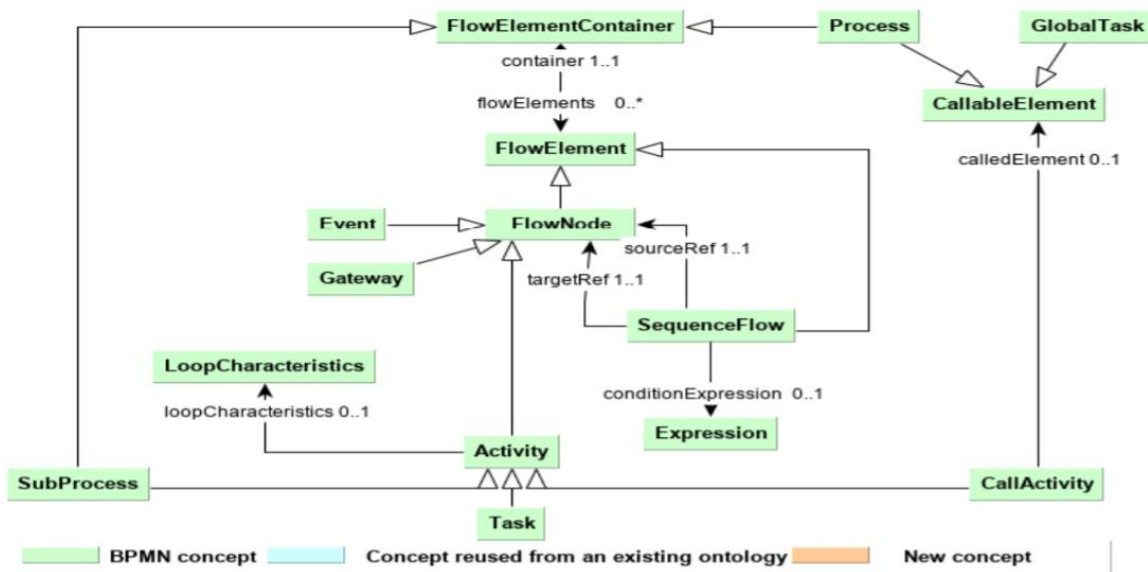 FlowElementContainer
Process
GlobalTask
container 1..1
flowElements 0..*
CallableElement
FlowElement
calledElement 0..1
Event
FlowNode
sourceRef 1..1
Gateway
targetRef 1..1
SequenceFlow
LoopCharacteristics
loopCharacteristics 0..1
conditionExpression 0..1
Expression
Activity
SubProcess
CallActivity
Task
BPMN concept
Concept reused from an existing ontology
New concept